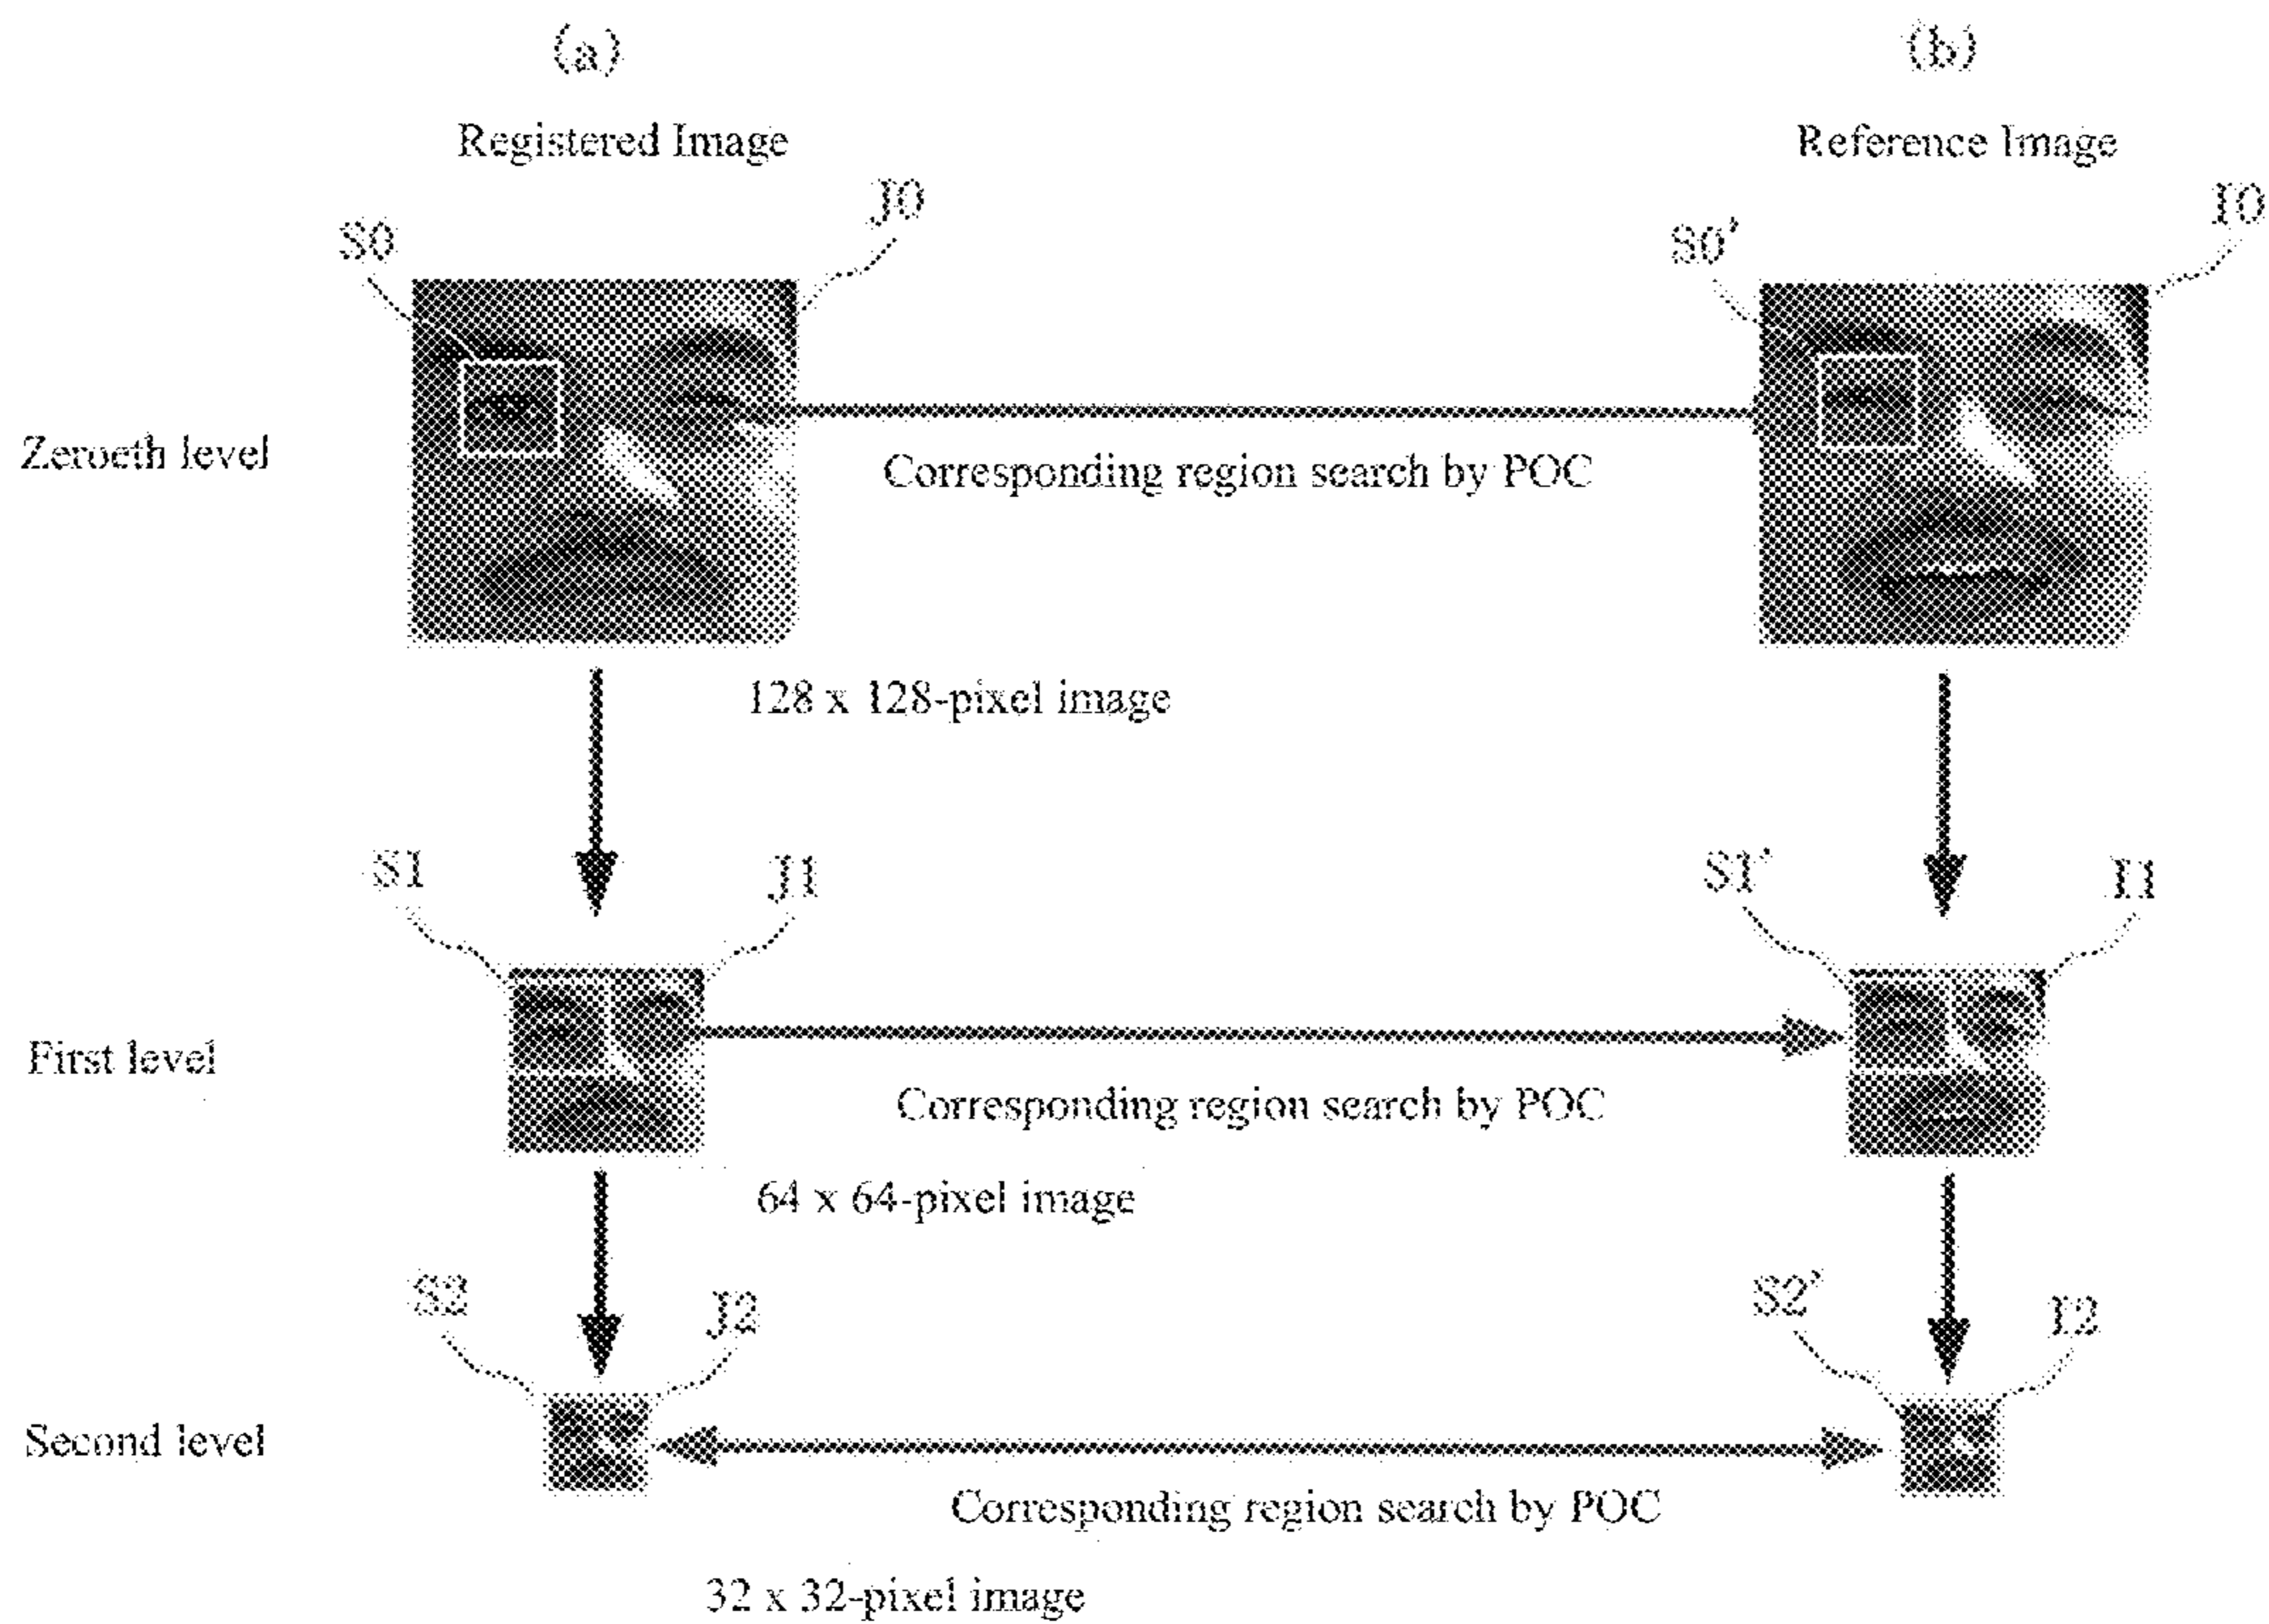 (a)
(b)
Registered Image
Reference Image
S0
J0
S0'
I0
Zeroeth level
Corresponding region search by POC
128 x 128-pixel image
S1
J1
S1'
I1
First level
Corresponding region search by POC
64 x 64-pixel image
S2
J2
S2'
I2
Second level
Corresponding region search by POC
32 x 32-pixel image